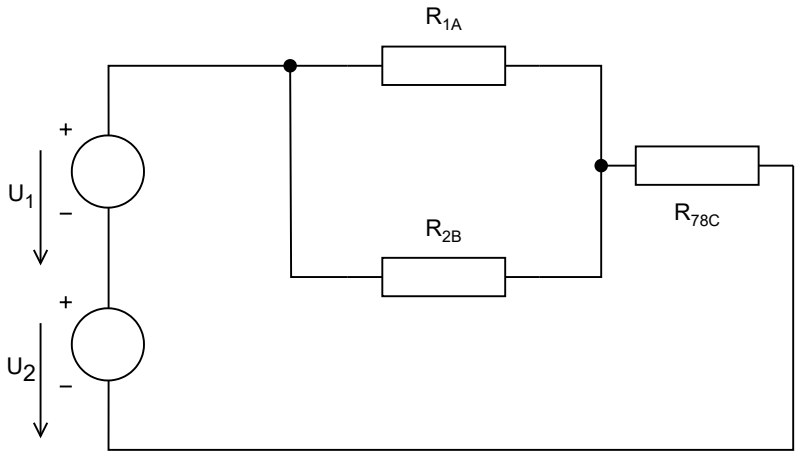 R1A
+
U1
−
R78C
R2B
+
U2
−